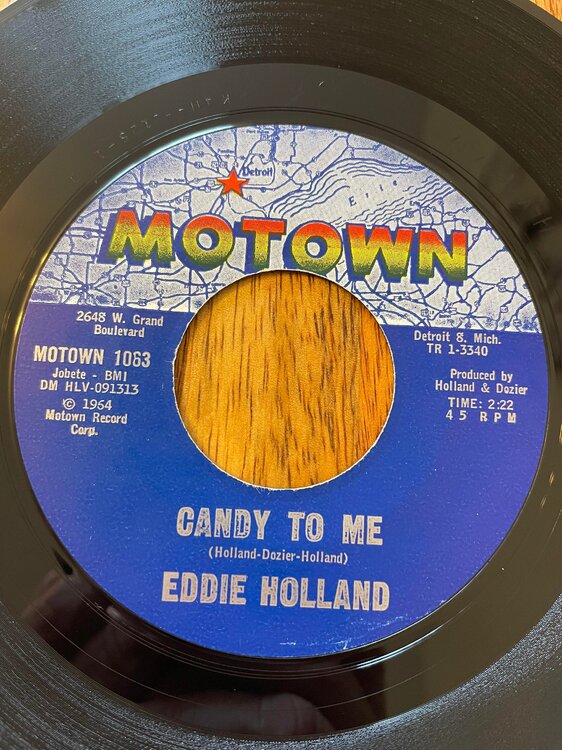 Detroit
Erie
MOTOWN
2648 W. Grand
Boulevard
MOTOWN 1063
Jobete - BMI
DM HLV-091313
© 1964
Motown Record
Corp.
Detroit 8. Mich.
TR 1-3340
Produced by
Holland & Dozier
TIME: 2:22
45 RPM
CANDY TO ME
(Holland-Dozier-Holland)
EDDIE HOLLAND